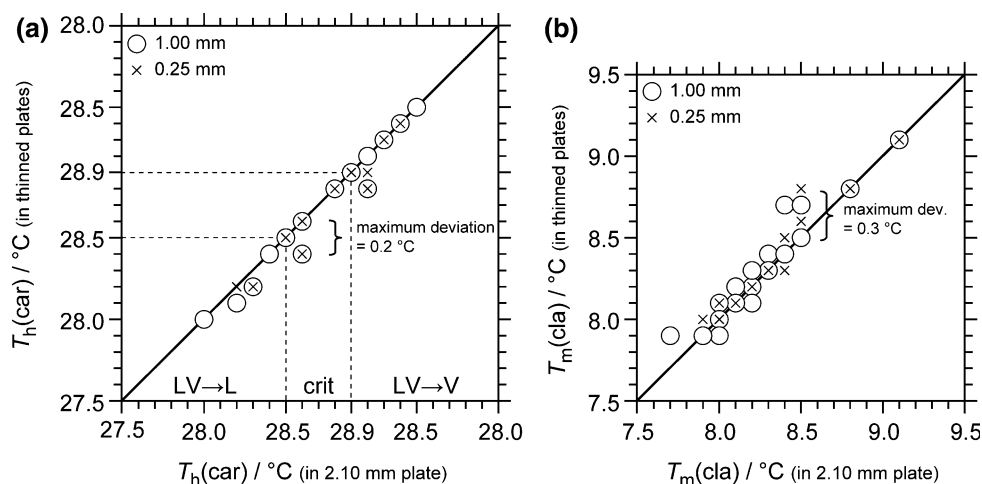 (a)
28.0
28.5
28.9
28.5
28.0
27.5
T_h(car) / °C (in thinned plates)
1.00 mm
0.25 mm
maximum deviation
= 0.2 °C
LV→L crit LV→V
27.5 28.0 28.5 28.9 28.5 28.0
T_h(car) / °C (in 2.10 mm plate)
(b)
9.5
9.0
8.5
8.0
7.5
T_m(cla) / °C (in thinned plates)
1.00 mm
0.25 mm
maximum dev.
= 0.3 °C
7.5 8.0 8.5 9.0 9.5
T_m(cla) / °C (in 2.10 mm plate)